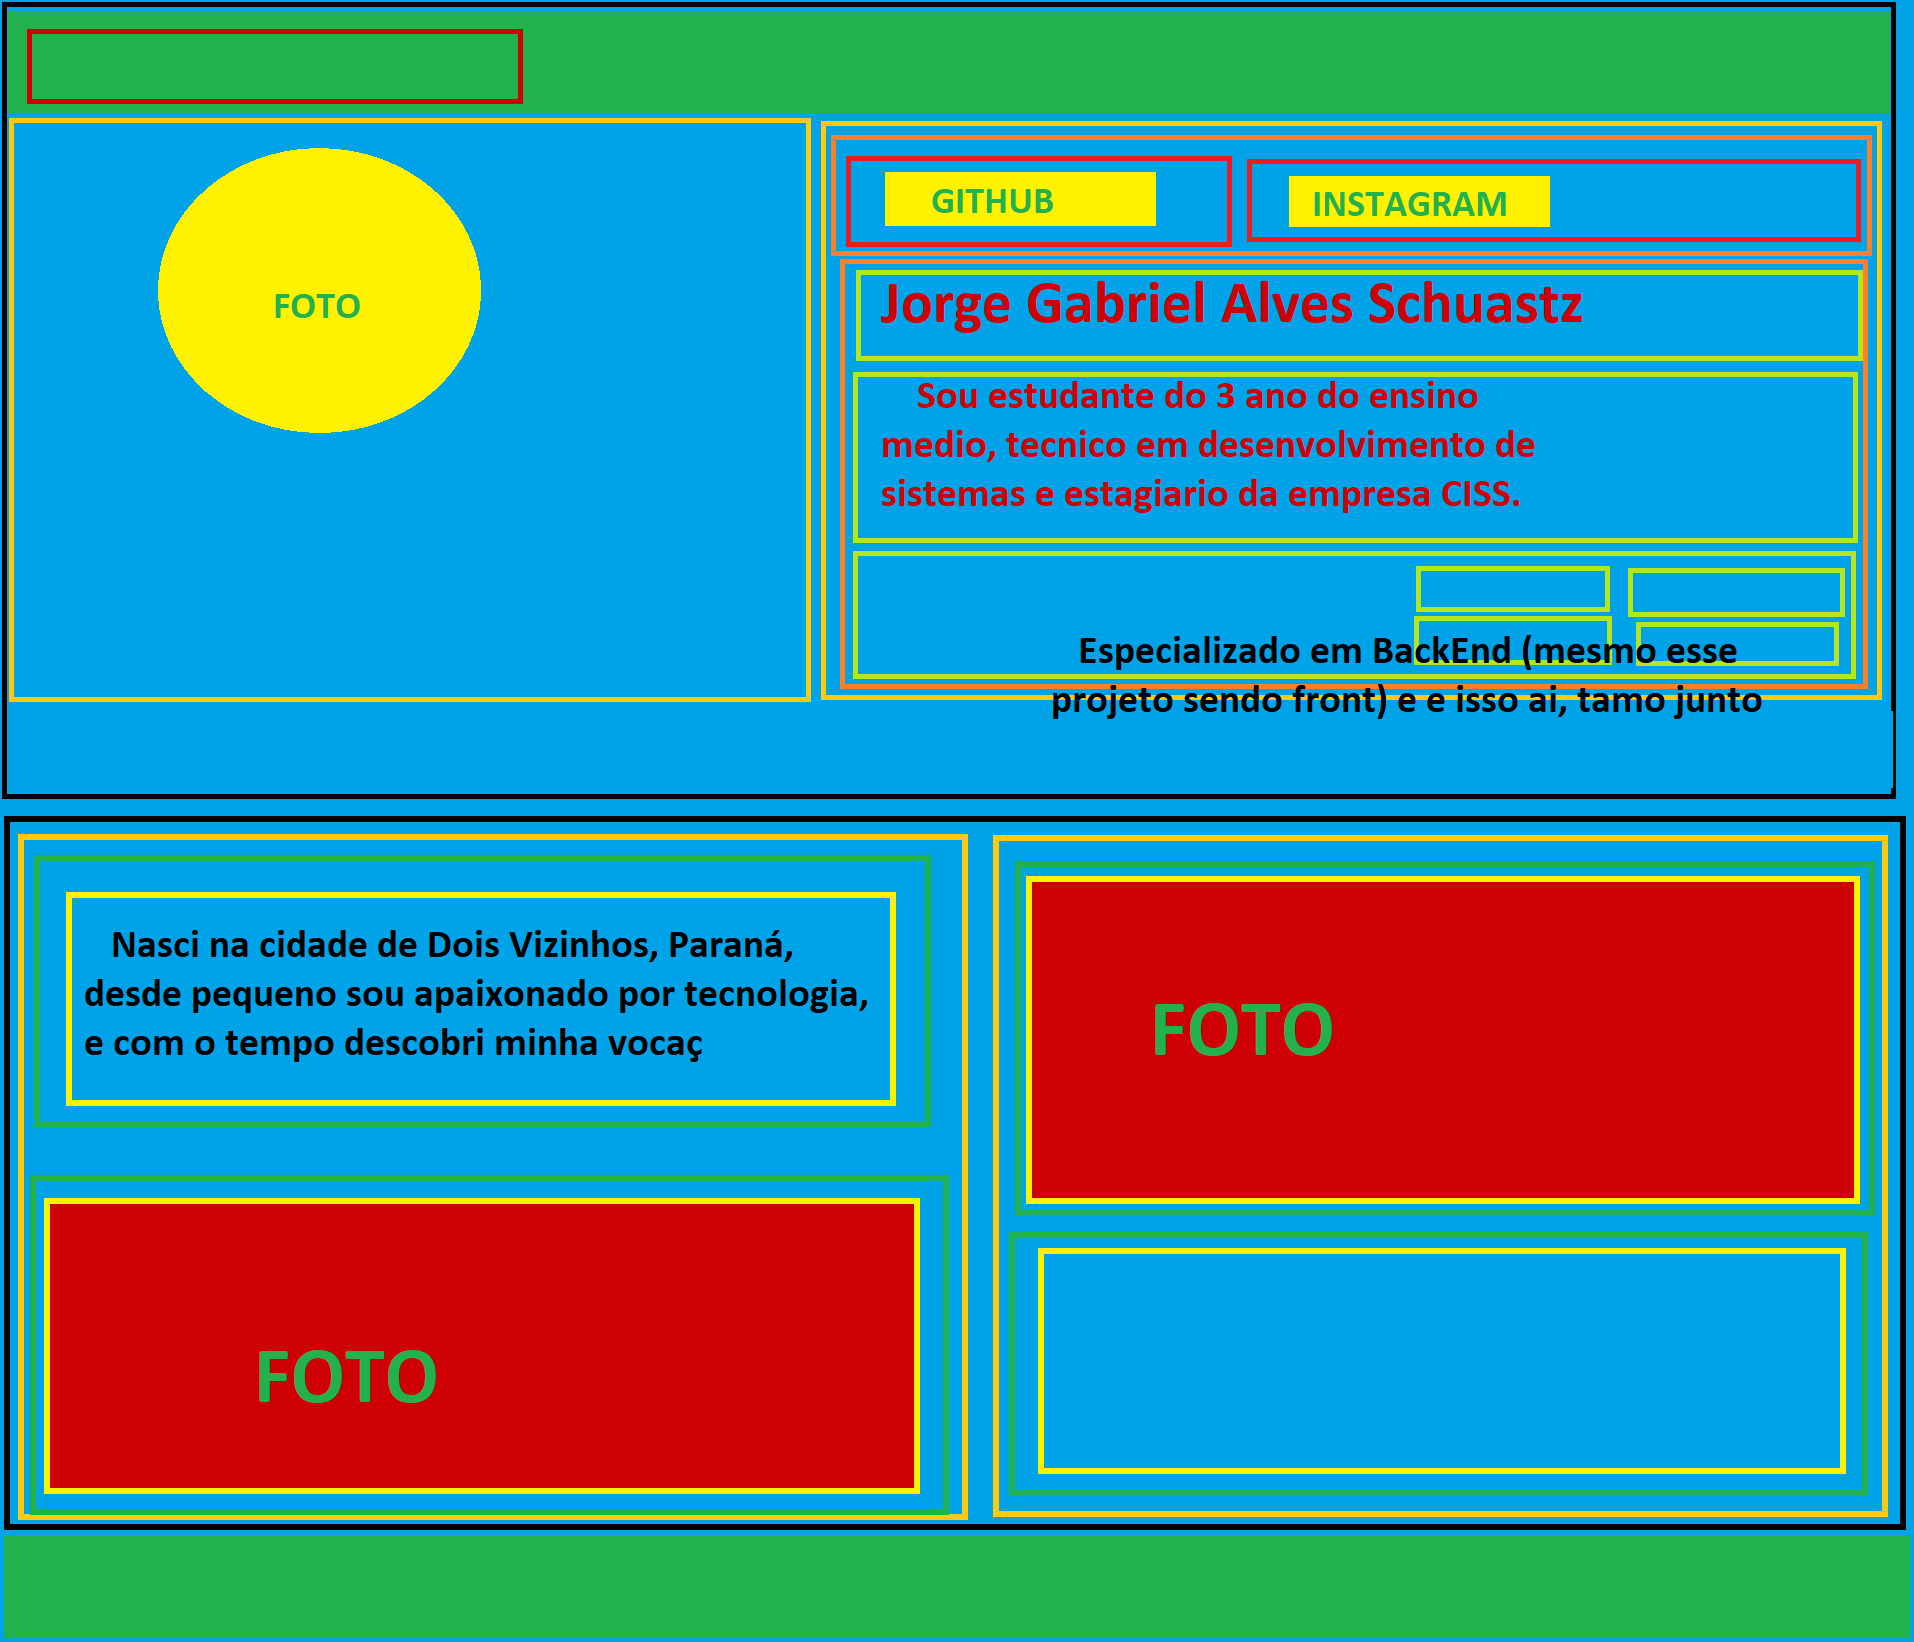 FOTO
GITHUB
INSTAGRAM
Jorge Gabriel Alves Schuastz
Sou estudante do 3 ano do ensino
medio, tecnico em desenvolvimento de
sistemas e estagiario da empresa CISS.
Especializado em BackEnd (mesmo esse
projeto sendo front) e e isso ai, tamo junto
Nasci na cidade de Dois Vizinhos, Paraná,
desde pequeno sou apaixonado por tecnologia,
e com o tempo descobri minha vocaç
FOTO
FOTO